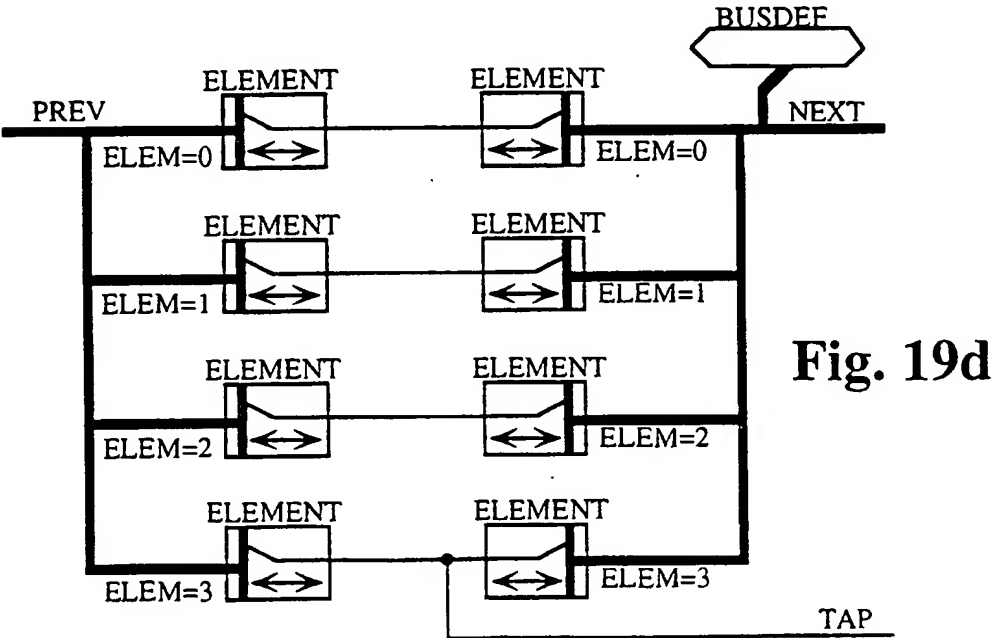 BUSDEF
ELEMENT ELEMENT
PREV NEXT
ELEM=0 ELEM=0
ELEMENT ELEMENT
ELEM=1 ELEM=1
Fig. 19d
ELEMENT ELEMENT
ELEM=2 ELEM=2
ELEMENT ELEMENT
ELEM=3 ELEM=3
TAP